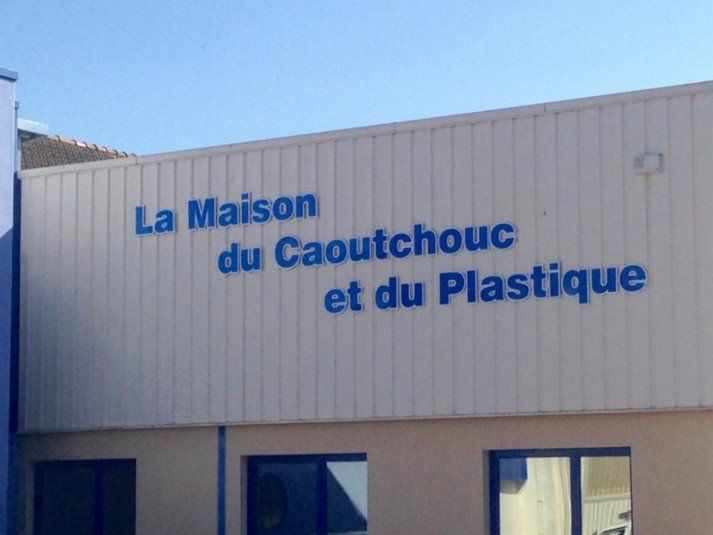 La Maison
du Caoutchouc
et du Plastique